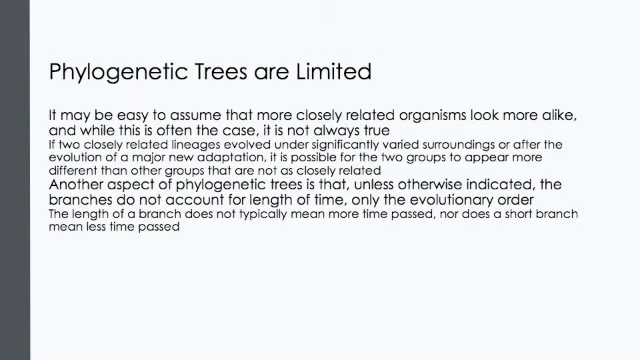 Phylogenetic Trees are Limited
It may be easy to assume that more closely related organisms look more alike,
and while this is often the case, it is not always true
If two closely related lineages evolved under significantly varied surroundings or after the
evolution of a major new adaptation, it is possible for the two groups to appear more
different than other groups that are not as closely related
Another aspect of phylogenetic trees is that, unless otherwise indicated, the
branches do not account for length of time, only the evolutionary order
The length of a branch does not typically mean more time passed, nor does a short branch
mean less time passed